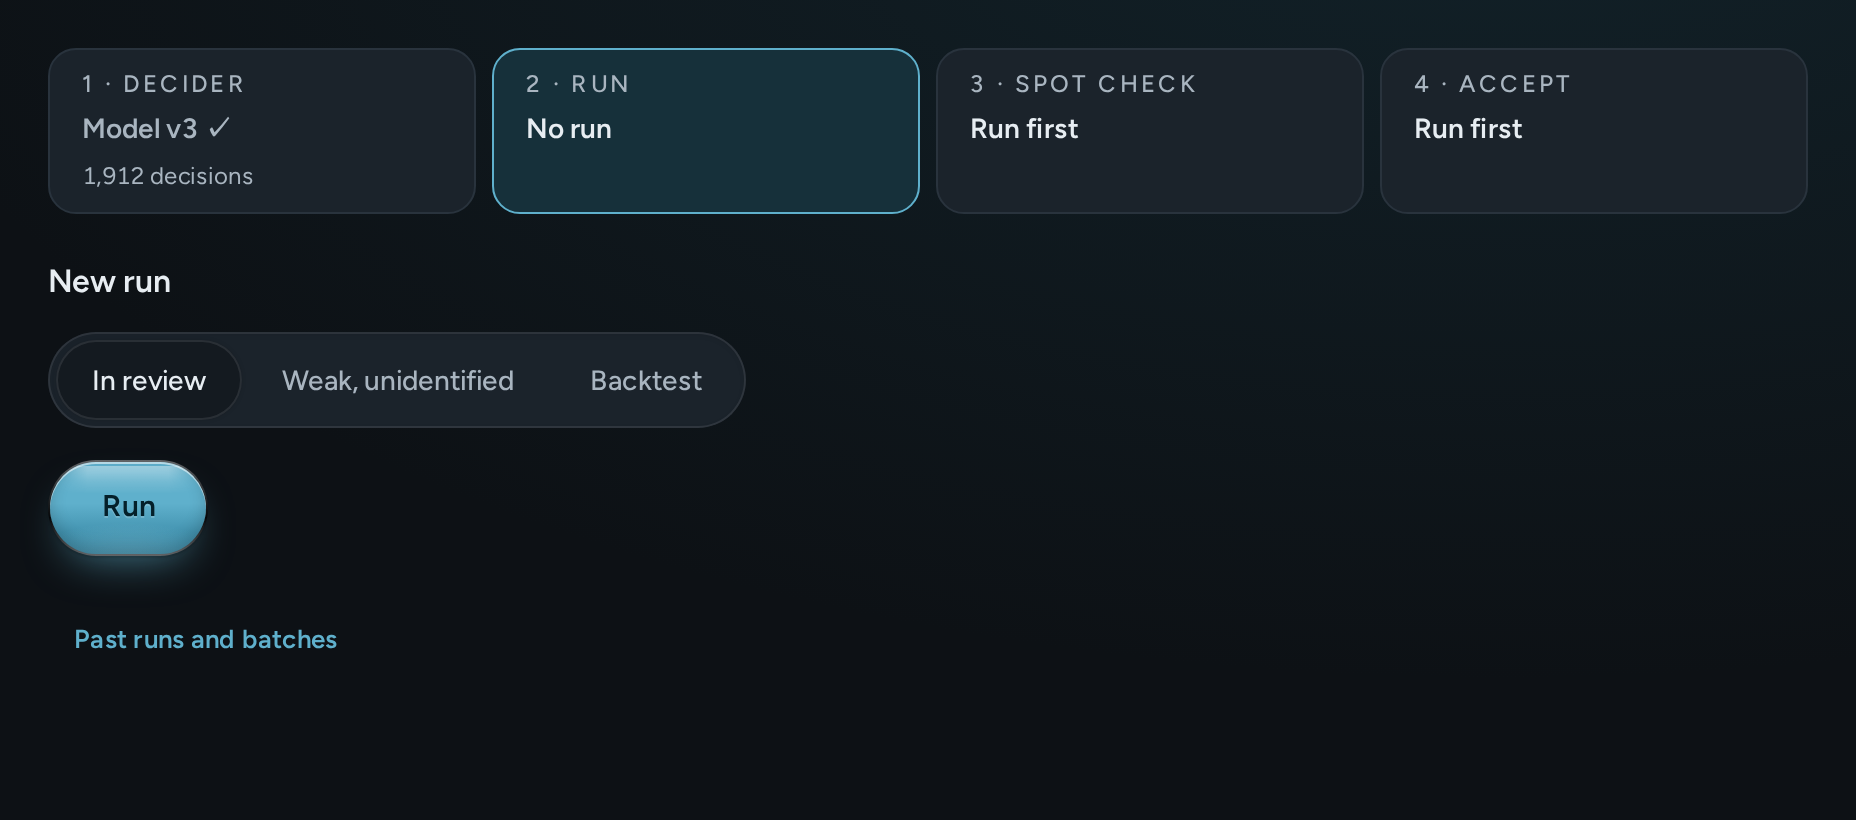 1 · DECIDER
Model v3 ✓
1,912 decisions
2 · RUN
No run
3 · SPOT CHECK
Run first
4 · ACCEPT
Run first
New run
In review
Weak, unidentified
Backtest
Run
Past runs and batches